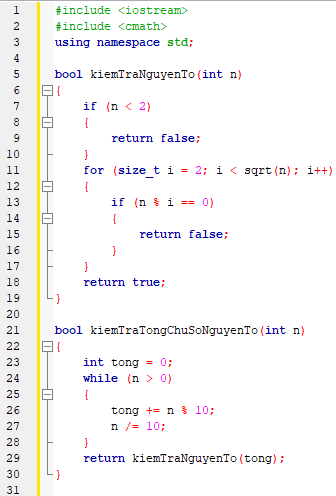 1 #include <iostream>
2 #include <cmath>
3 using namespace std;
4
5 bool kiemTraNguyenTo(int n)
6 {
7     if (n < 2)
8     {
9         return false;
10     }
11     for (size_t i = 2; i < sqrt(n); i++)
12     {
13         if (n % i == 0)
14         {
15             return false;
16         }
17     }
18     return true;
19 }
20
21 bool kiemTraTongChuSoNguyenTo(int n)
22 {
23     int tong = 0;
24     while (n > 0)
25     {
26         tong += n % 10;
27         n /= 10;
28     }
29     return kiemTraNguyenTo(tong);
30 }
31